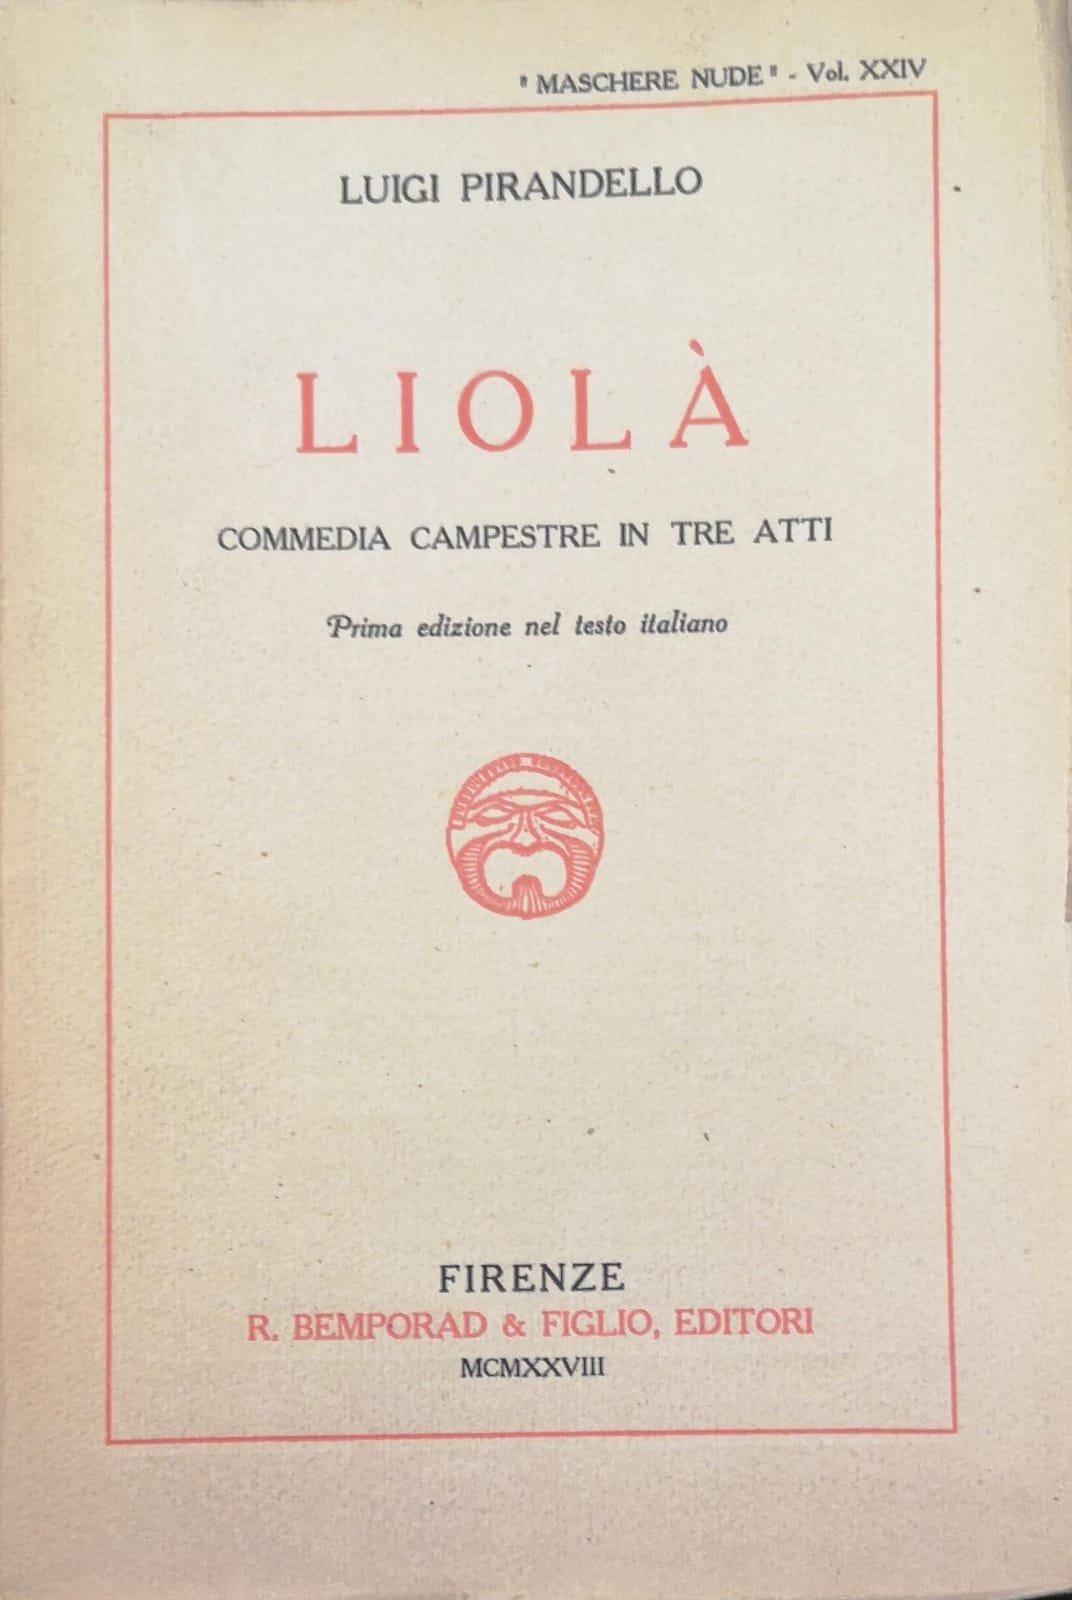 "MASCHERE NUDE" - Vol. XXIV
LUIGI PIRANDELLO
LIOLÀ
COMMEDIA CAMPESTRE IN TRE ATTI
Prima edizione nel testo italiano
FIRENZE
R. BEMPORAD & FIGLIO, EDITORI
MCMXXVIII